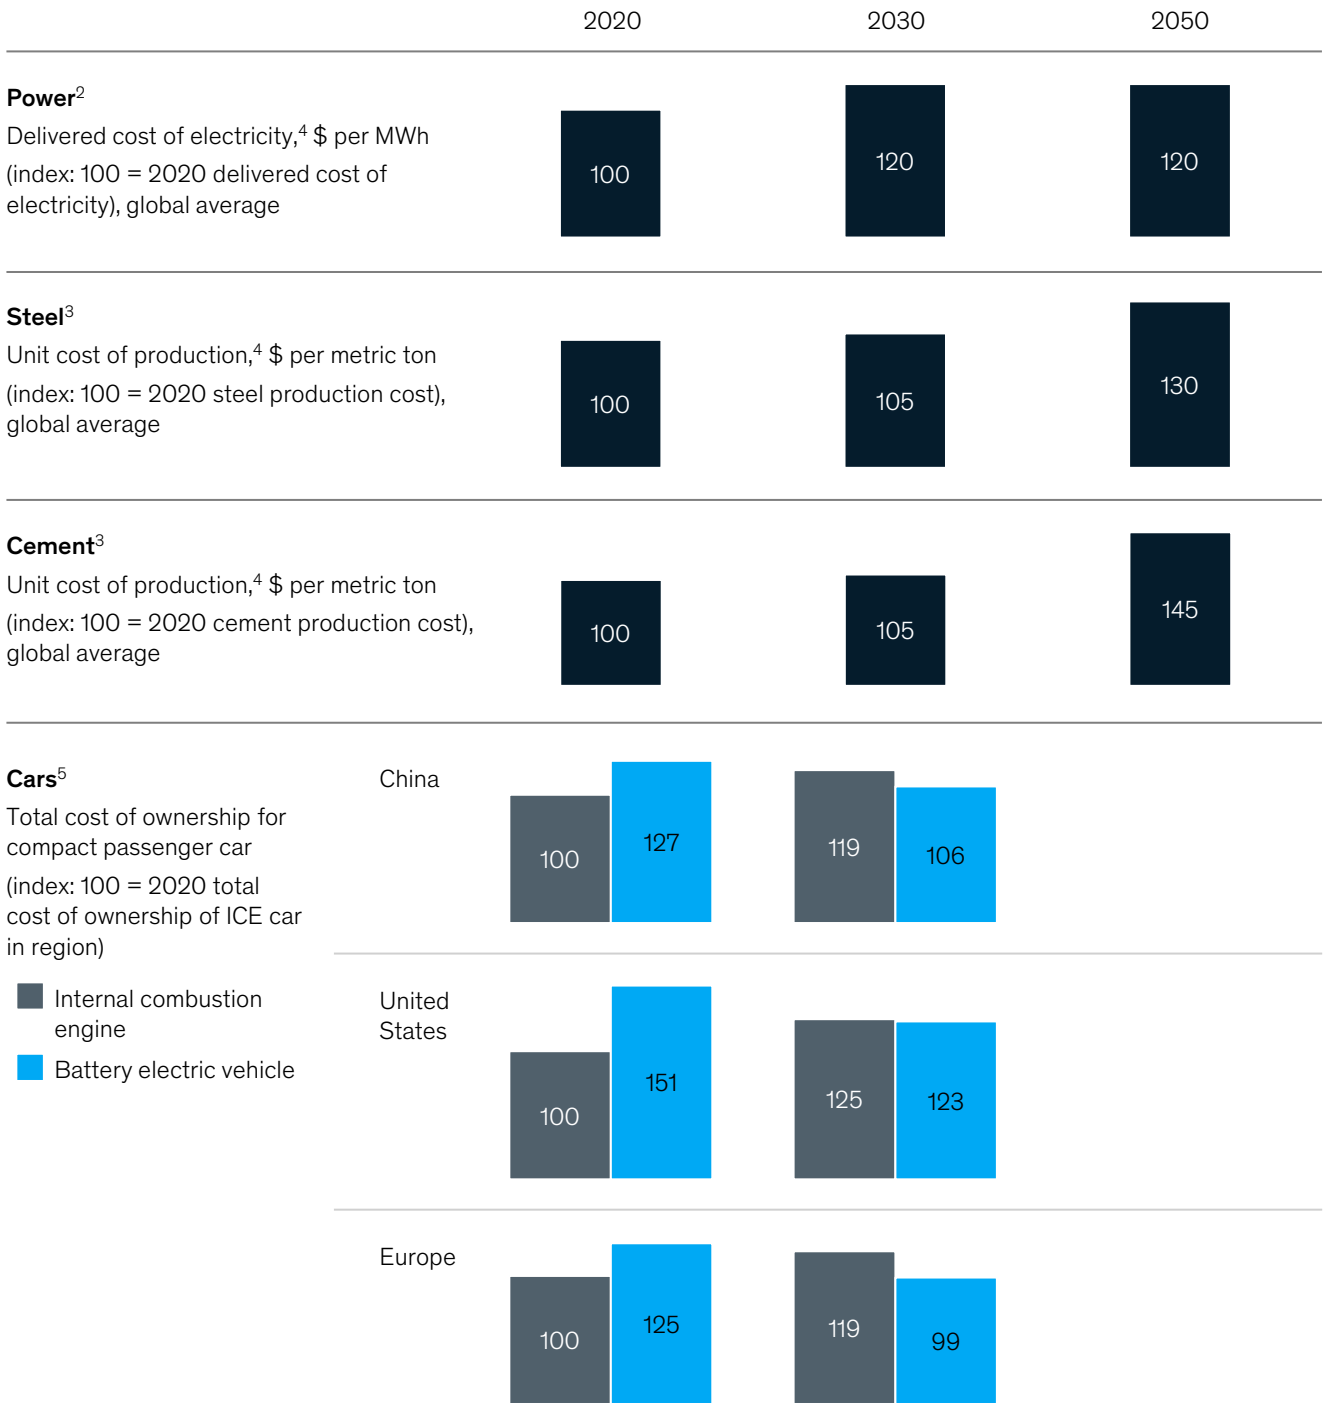 2020 2030 2050
Power²
Delivered cost of electricity,⁴ $ per MWh
(index: 100 = 2020 delivered cost of
electricity), global average
100 120 120
Steel³
Unit cost of production,⁴ $ per metric ton
(index: 100 = 2020 steel production cost),
global average
100 105 130
Cement³
Unit cost of production,⁴ $ per metric ton
(index: 100 = 2020 cement production cost),
global average
100 105 145
Cars⁵
Total cost of ownership for
compact passenger car
(index: 100 = 2020 total
cost of ownership of ICE car
in region)
Internal combustion
engine
Battery electric vehicle
China
100 127 119 106
United
States
100 151 125 123
Europe
100 125 119 99